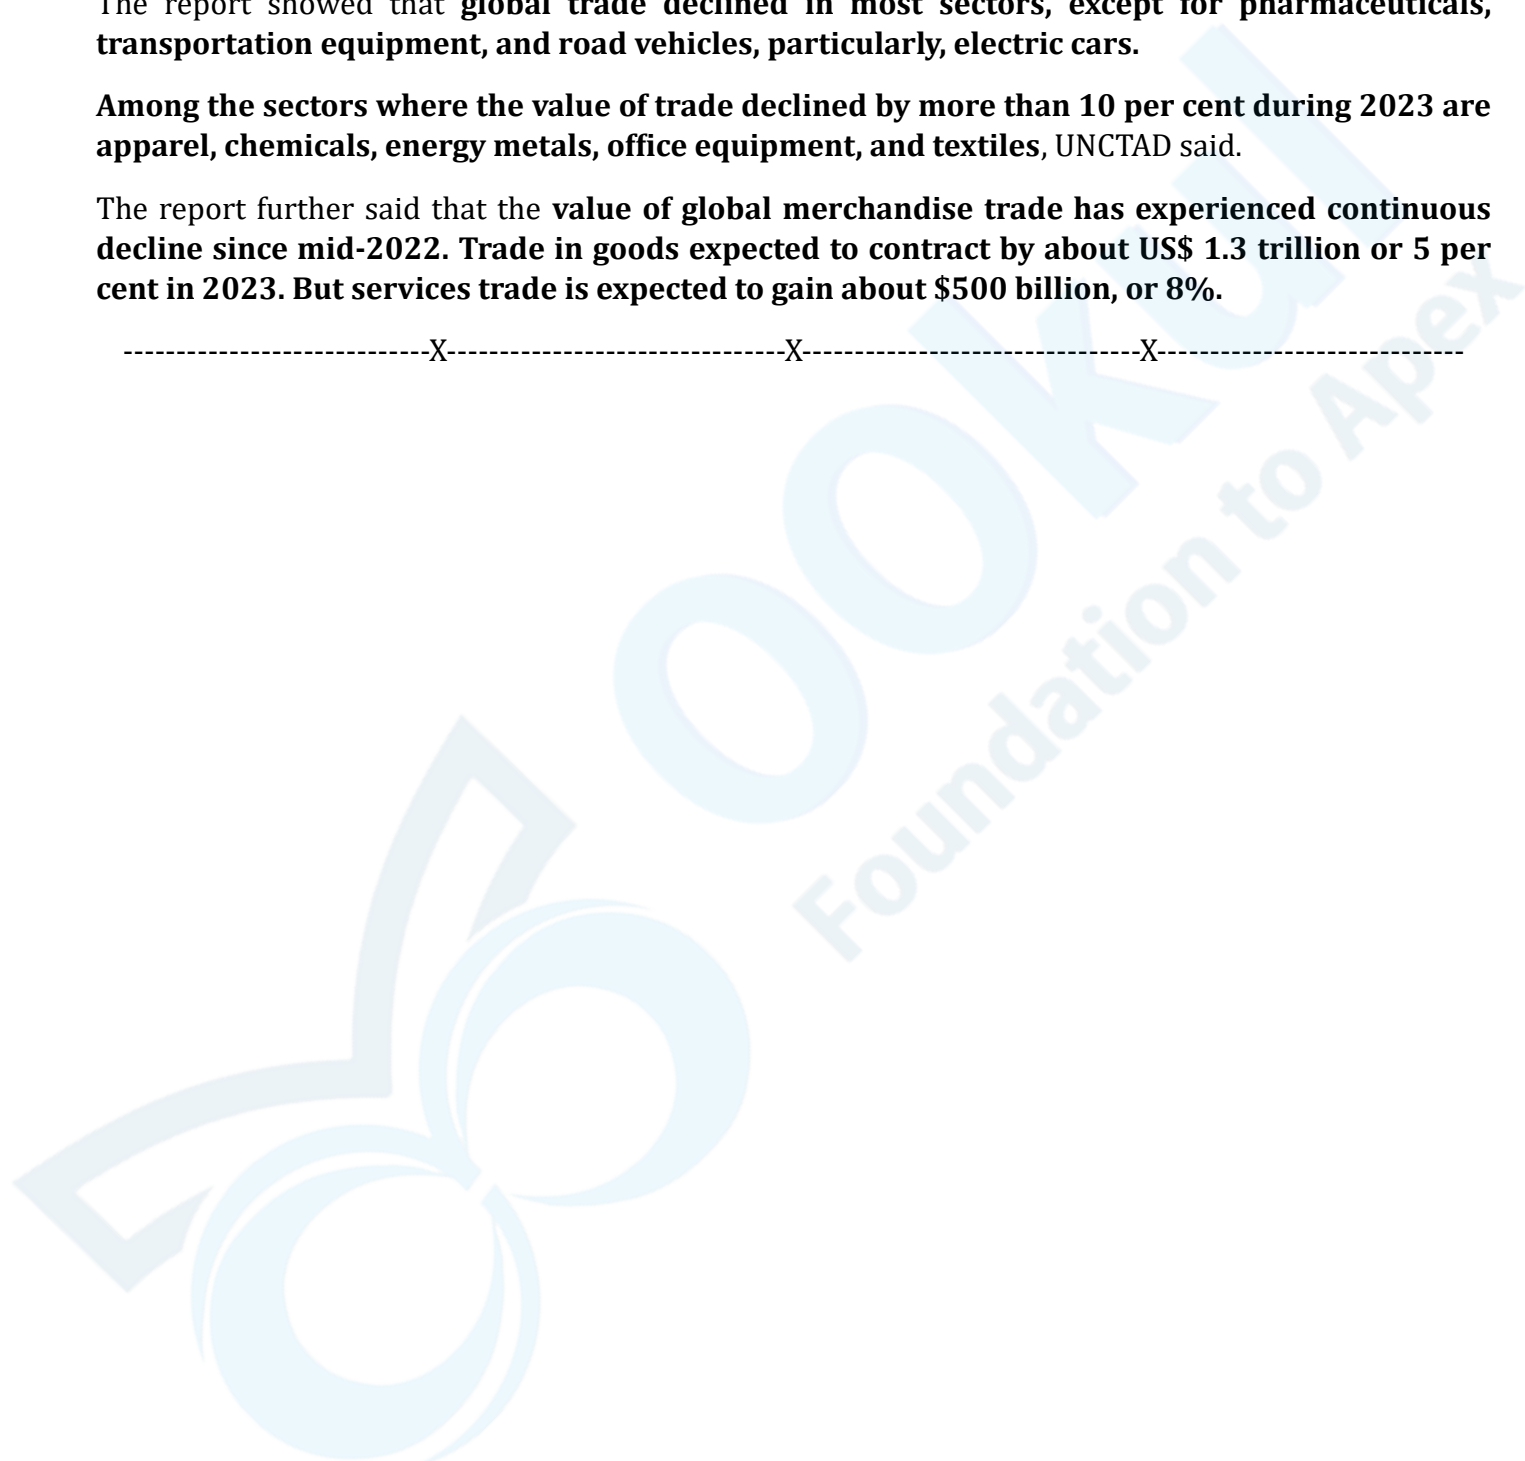 The report showed that global trade declined in most sectors, except for pharmaceuticals,
transportation equipment, and road vehicles, particularly, electric cars.
Among the sectors where the value of trade declined by more than 10 per cent during 2023 are
apparel, chemicals, energy metals, office equipment, and textiles, UNCTAD said.
The report further said that the value of global merchandise trade has experienced continuous
decline since mid-2022. Trade in goods expected to contract by about US$ 1.3 trillion or 5 per
cent in 2023. But services trade is expected to gain about $500 billion, or 8%.
-----------------------------X--------------------------------X--------------------------------X-----------------------------
ookul
Foundation to Apex